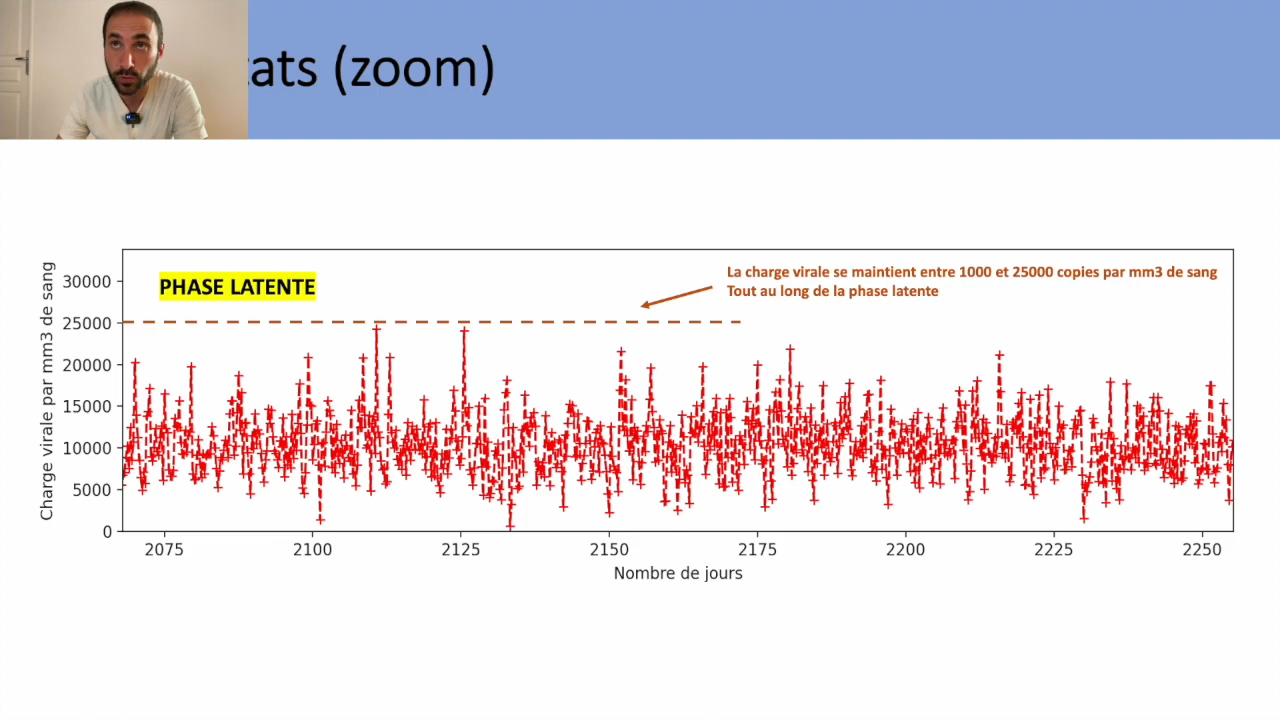 (zoom)
PHASE LATENTE
La charge virale se maintient entre 1000 et 25000 copies par mm3 de sang
Tout au long de la phase latente
Charge virale par mm3 de sang
30000
25000
20000
15000
10000
5000
0
2075 2100 2125 2150 2175 2200 2225 2250
Nombre de jours